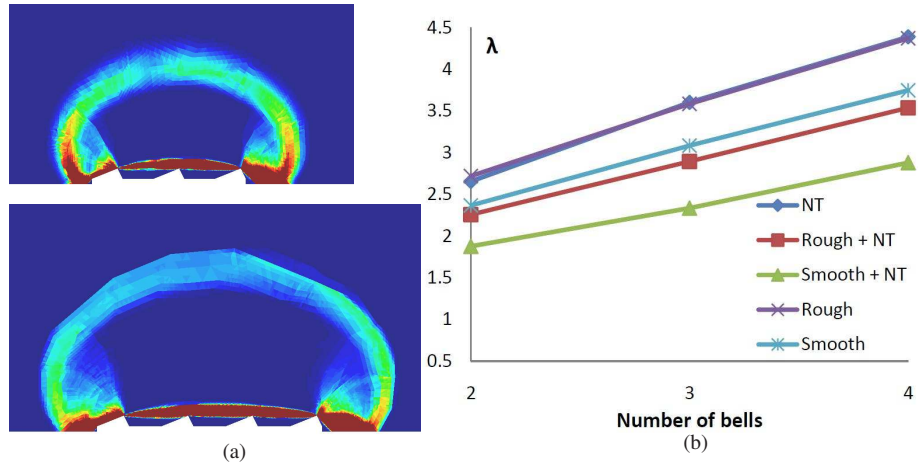 λ
4.5
4
3.5
3
2.5
2
1.5
1
0.5
2 3 4
Number of bells
NT
Rough + NT
Smooth + NT
Rough
Smooth
(a)
(b)